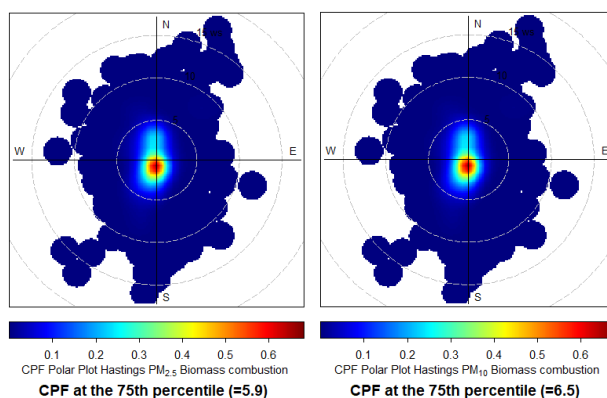 N
W
E
S
0.1 0.2 0.3 0.4 0.5 0.6
CPF Polar Plot Hastings PM2.5 Biomass combustion
CPF at the 75th percentile (=5.9)
N
W
E
S
0.1 0.2 0.3 0.4 0.5 0.6
CPF Polar Plot Hastings PM10 Biomass combustion
CPF at the 75th percentile (=6.5)